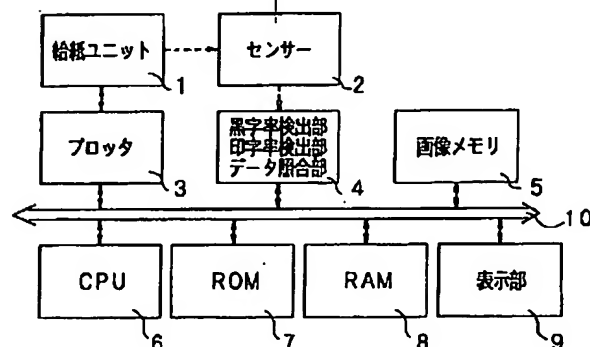 給紙ユニット
1
センサー
2
プロッタ
3
黒字率検出部
印字率検出部
データ照合部
4
画像メモリ
5
10
CPU
6
ROM
7
RAM
8
表示部
9